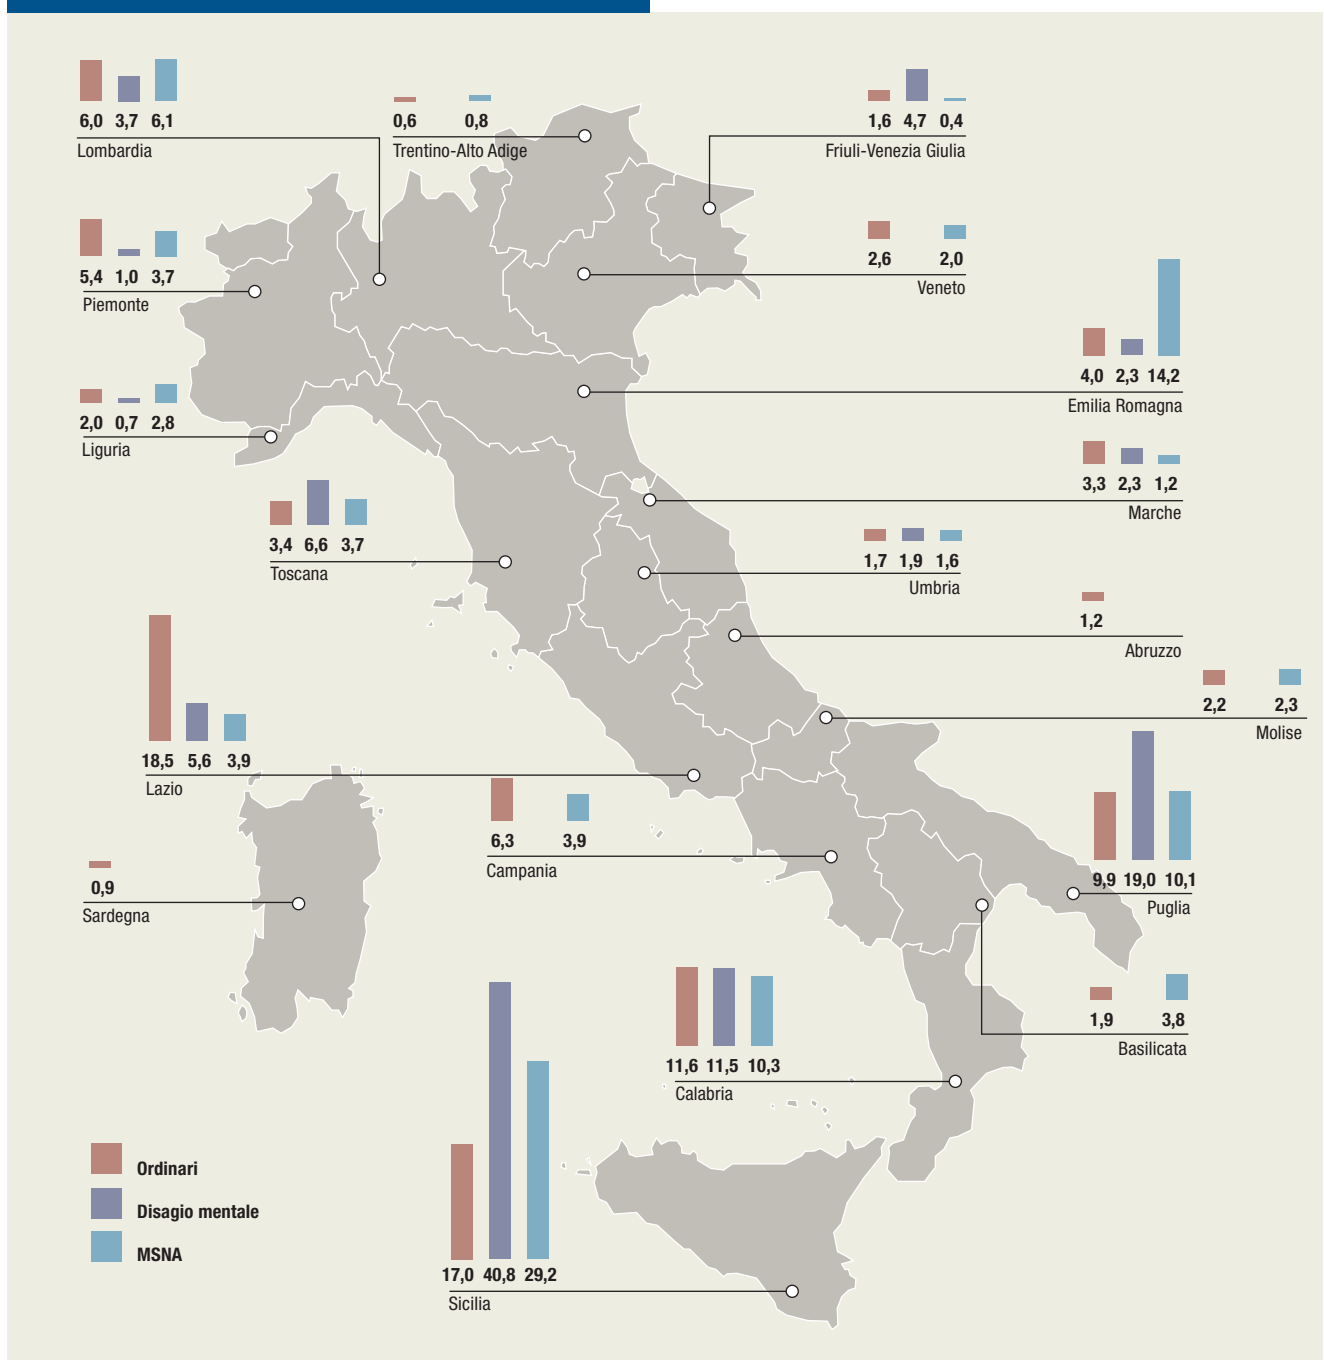 6,0 3,7 6,1
Lombardia
0,6 0,8
Trentino-Alto Adige
1,6 4,7 0,4
Friuli-Venezia Giulia
5,4 1,0 3,7
Piemonte
2,6 2,0
Veneto
4,0 2,3 14,2
Emilia Romagna
2,0 0,7 2,8
Liguria
3,3 2,3 1,2
Marche
3,4 6,6 3,7
Toscana
1,7 1,9 1,6
Umbria
1,2
Abruzzo
2,2 2,3
Molise
18,5 5,6 3,9
Lazio
6,3 3,9
Campania
9,9 19,0 10,1
Puglia
0,9
Sardegna
1,9 3,8
Basilicata
11,6 11,5 10,3
Calabria
Ordinari
Disagio mentale
MSNA
17,0 40,8 29,2
Sicilia